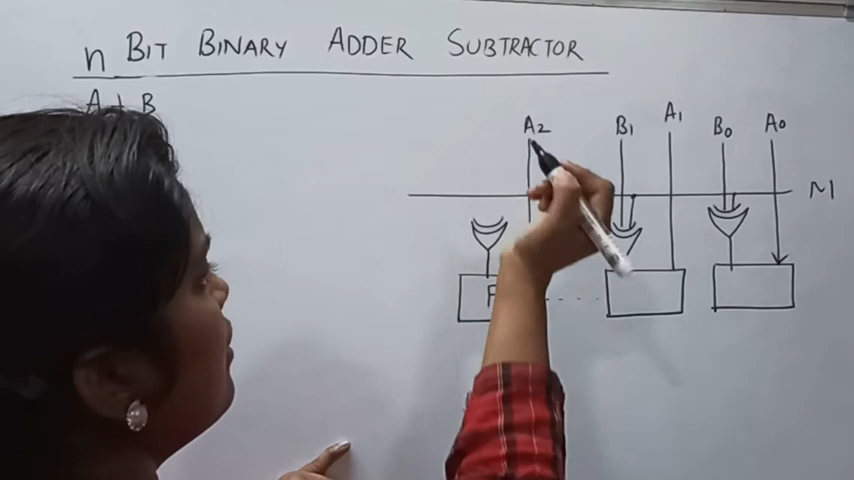 n BIT BINARY ADDER SUBTRACTOR
A + B
A2 B1 A1 B0 A0
M
F